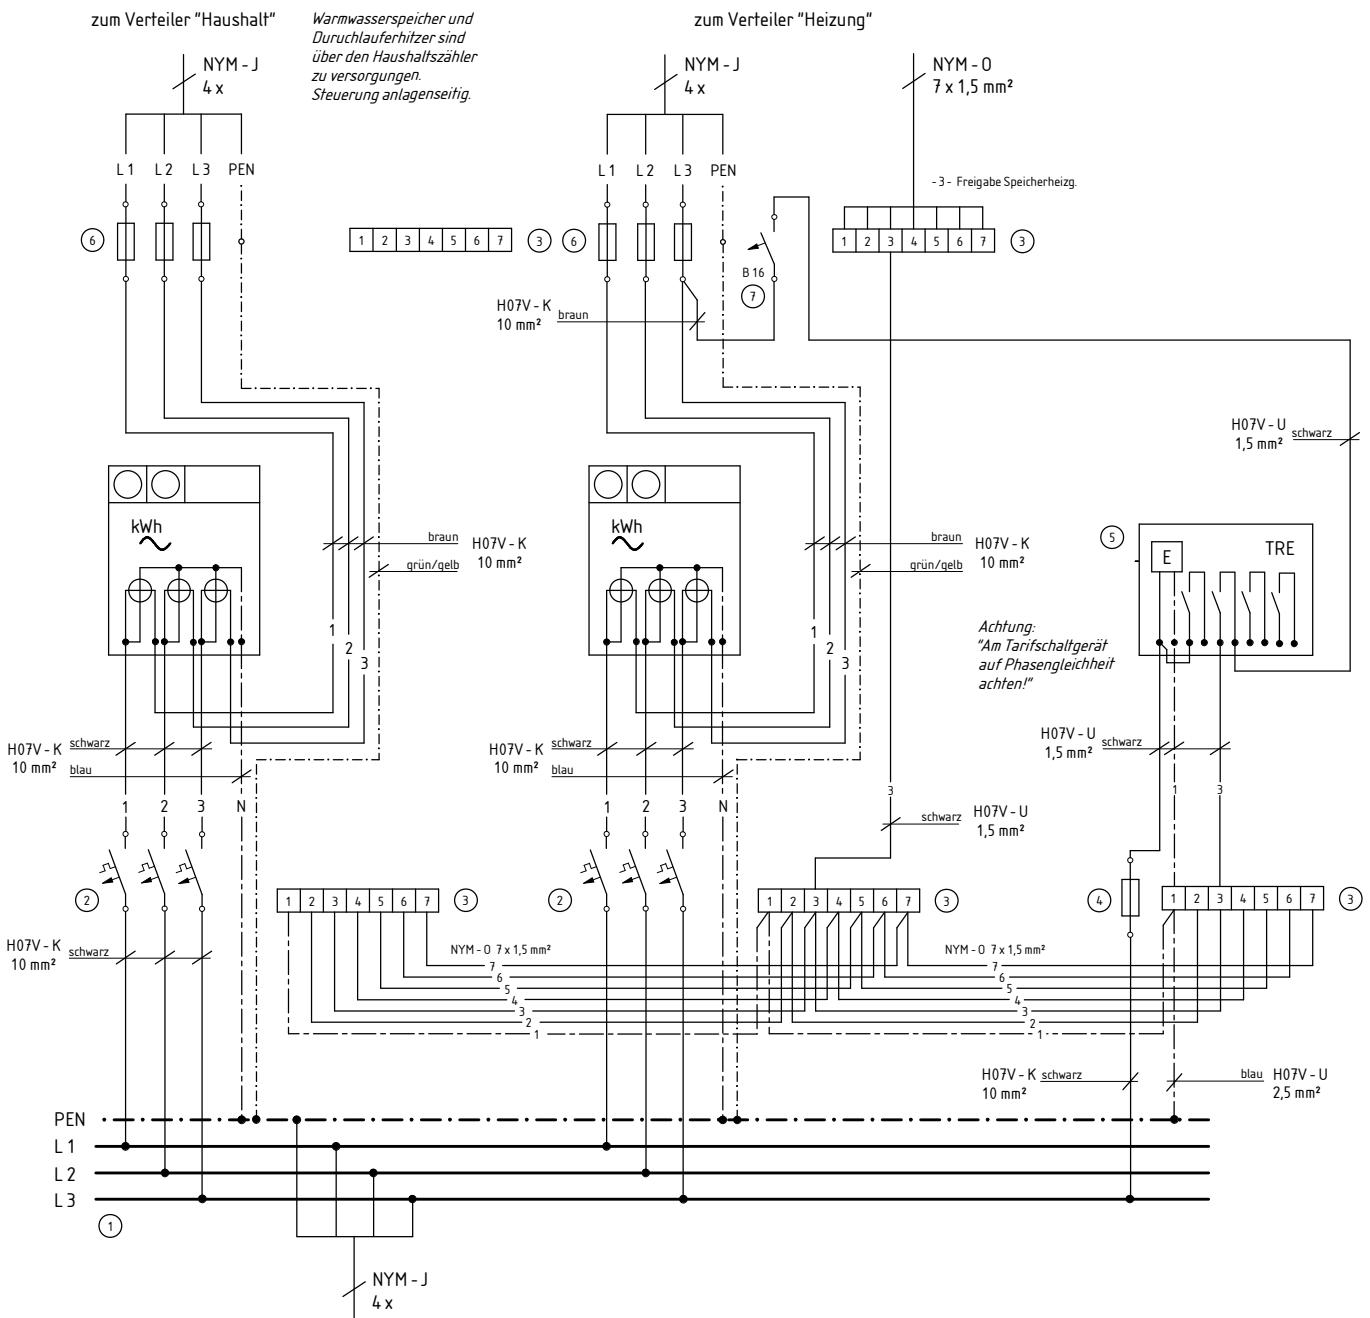 zum Verteiler "Haushalt"
Warmwasserspeicher und
Duruchlauferhitzer sind
über den Haushaltszähler
zu versorgungen.
Steuerung anlagenseitig.
zum Verteiler "Heizung"
NYM - J
4 x
NYM - J
4 x
NYM - O
7 x 1,5 mm²
L 1 L 2 L 3 PEN
L 1 L 2 L 3 PEN
- 3 - Freigabe Speicherheizg.
6
1 2 3 4 5 6 7
3
6
B 16
7
1 2 3 4 5 6 7
3
H07V - K
10 mm²
braun
H07V - U
1,5 mm²
schwarz
kWh
braun
H07V - K
10 mm²
grün/gelb
kWh
braun
H07V - K
10 mm²
grün/gelb
5
E
TRE
Achtung:
"Am Tarifschaltgerät
auf Phasengleichheit
achten!"
1
2
3
1
2
3
H07V - K
10 mm²
schwarz
blau
H07V - K
10 mm²
schwarz
blau
H07V - U
1,5 mm²
schwarz
1 2 3 N
1 2 3 N
3
1 3
schwarz
H07V - U
1,5 mm²
2
1 2 3 4 5 6 7
3
2
1 2 3 4 5 6 7
3
4
1 2 3 4 5 6 7
3
H07V - K
10 mm²
schwarz
NYM - O 7 x 1,5 mm²
7
6
5
4
3
2
1
NYM - O 7 x 1,5 mm²
7
6
5
4
3
2
1
H07V - K
10 mm²
schwarz
blau
H07V - U
2,5 mm²
PEN
L 1
L 2
L 3
1
NYM - J
4 x